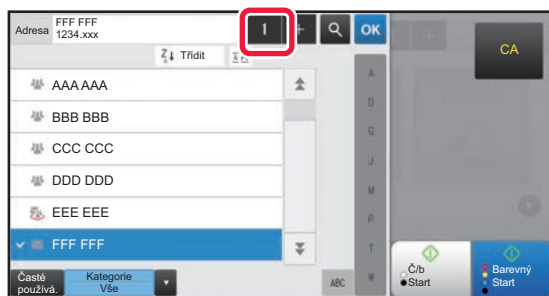 Adresa
FFF FFF
1234.xxx
1
+
OK
CA
Z
A
Třídit
AAA AAA
BBB BBB
CCC CCC
DDD DDD
EEE EEE
FFF FFF
A
D
G
J
M
P
T
W
Časté
používá.
Kategorie
Vše
ABC
Č/b
Start
Barevný
Start